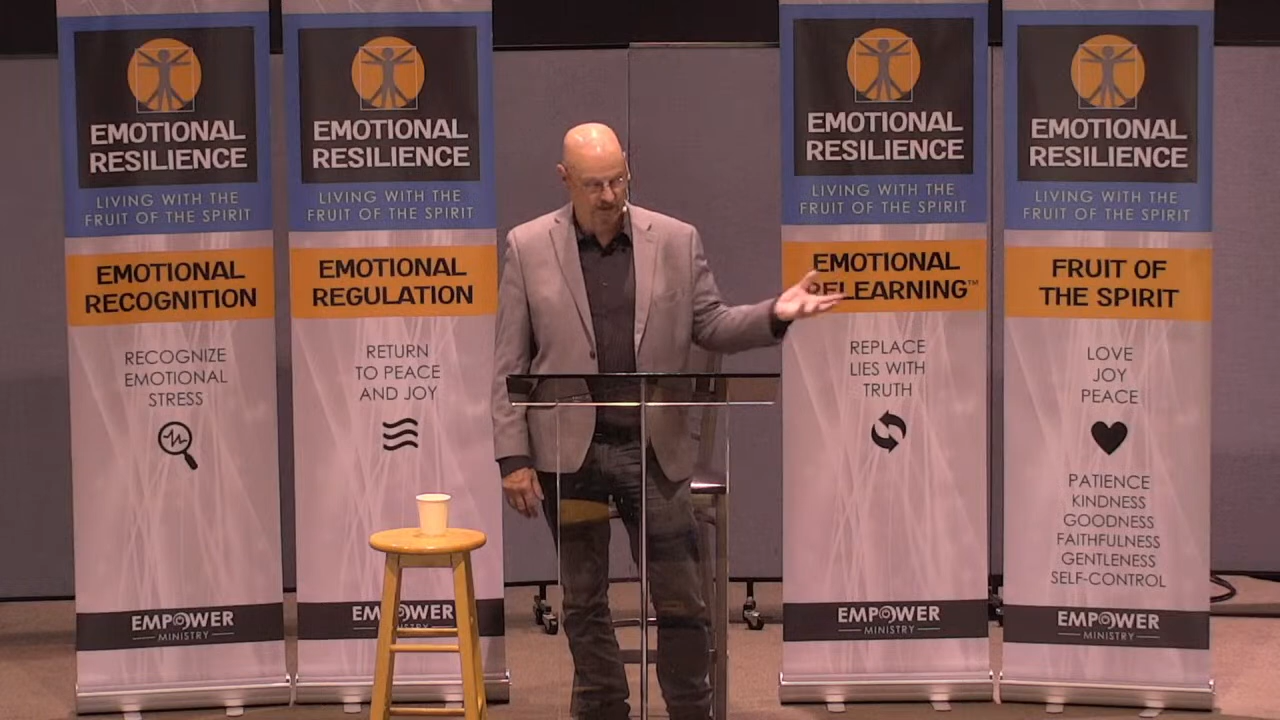 EMOTIONAL
RESILIENCE
LIVING WITH THE
FRUIT OF THE SPIRIT
EMOTIONAL
RECOGNITION
RECOGNIZE
EMOTIONAL
STRESS
EMPOWER
MINISTRY
EMOTIONAL
RESILIENCE
LIVING WITH THE
FRUIT OF THE SPIRIT
EMOTIONAL
REGULATION
RETURN
TO PEACE
AND JOY
EMPOWER
MINISTRY
EMOTIONAL
RESILIENCE
LIVING WITH THE
FRUIT OF THE SPIRIT
EMOTIONAL
RELEARNING™
REPLACE
LIES WITH
TRUTH
EMPOWER
MINISTRY
EMOTIONAL
RESILIENCE
LIVING WITH THE
FRUIT OF THE SPIRIT
FRUIT OF
THE SPIRIT
LOVE
JOY
PEACE
PATIENCE
KINDNESS
GOODNESS
FAITHFULNESS
GENTLENESS
SELF-CONTROL
EMPOWER
MINISTRY